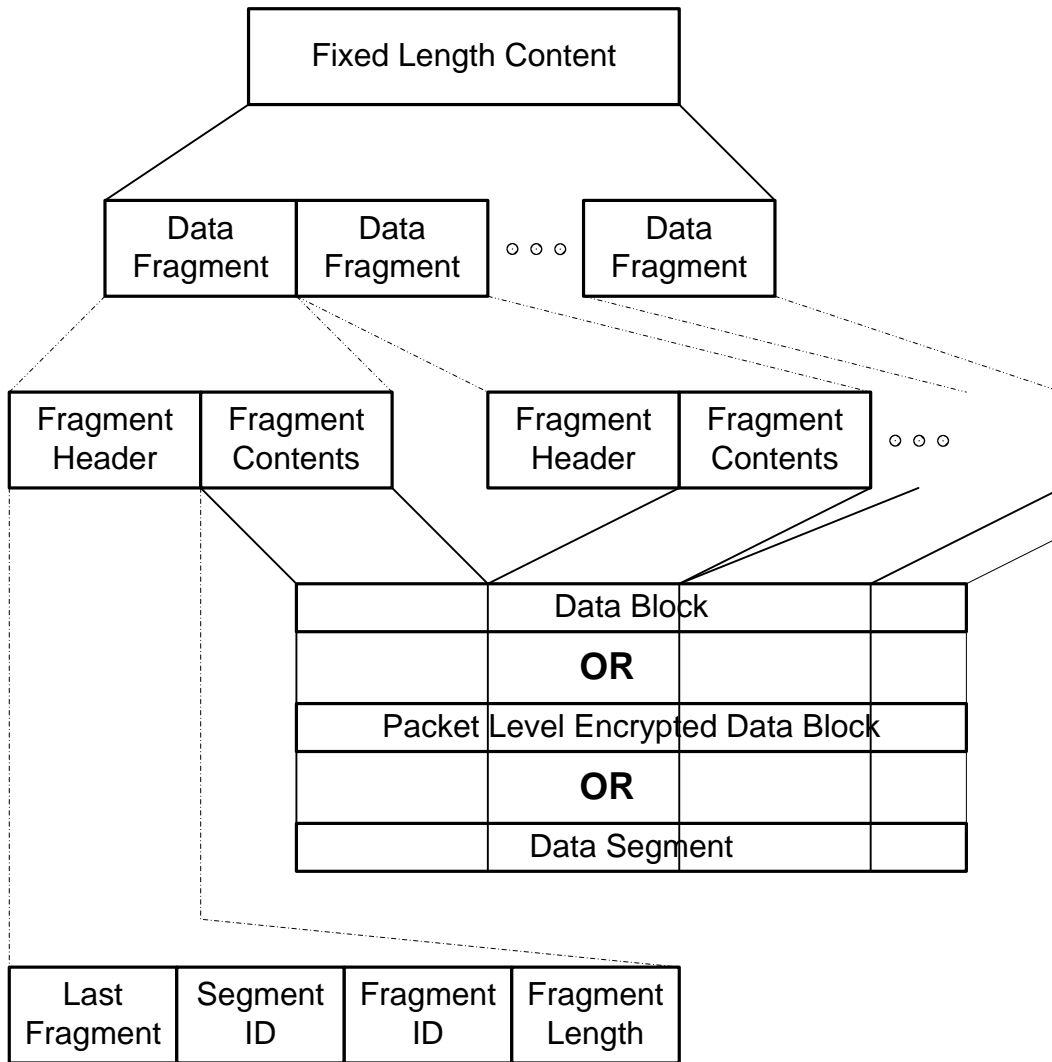 Fixed Length Content
Data
Fragment
Data
Fragment
Data
Fragment
Fragment
Header
Fragment
Contents
Fragment
Header
Fragment
Contents
Data Block
OR
Packet Level Encrypted Data Block
OR
Data Segment
Last
Fragment
Segment
ID
Fragment
ID
Fragment
Length